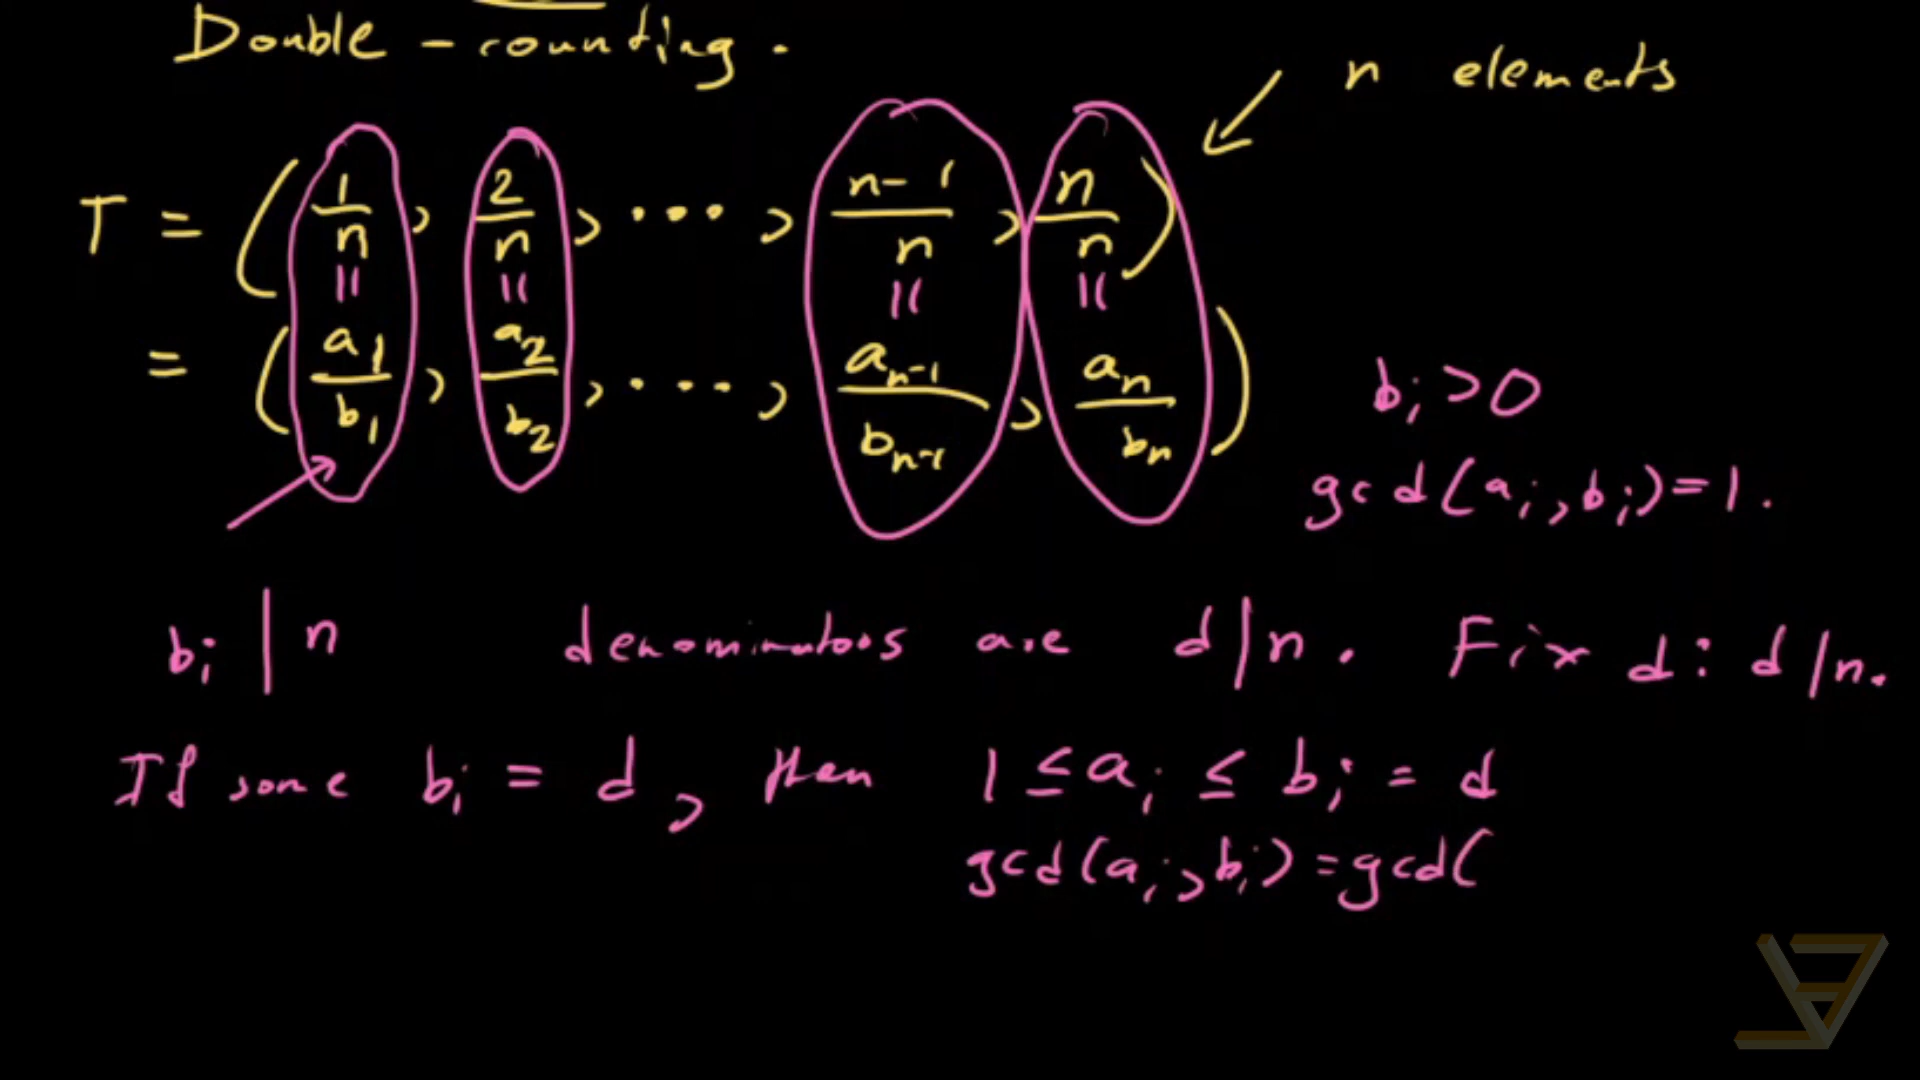 Double-counting.
n elements
T = (1/n, 2/n, ..., n-1/n, n/n)
= (a₁/b₁, a₂/b₂, ..., aₙ₋₁/bₙ₋₁, aₙ/bₙ)
bᵢ > 0
gcd(aᵢ, bᵢ) = 1.
bᵢ | n denominators are d|n. Fix d: d|n.
If some bᵢ = d, then 1 ≤ aᵢ ≤ bᵢ = d
gcd(aᵢ, bᵢ) = gcd(